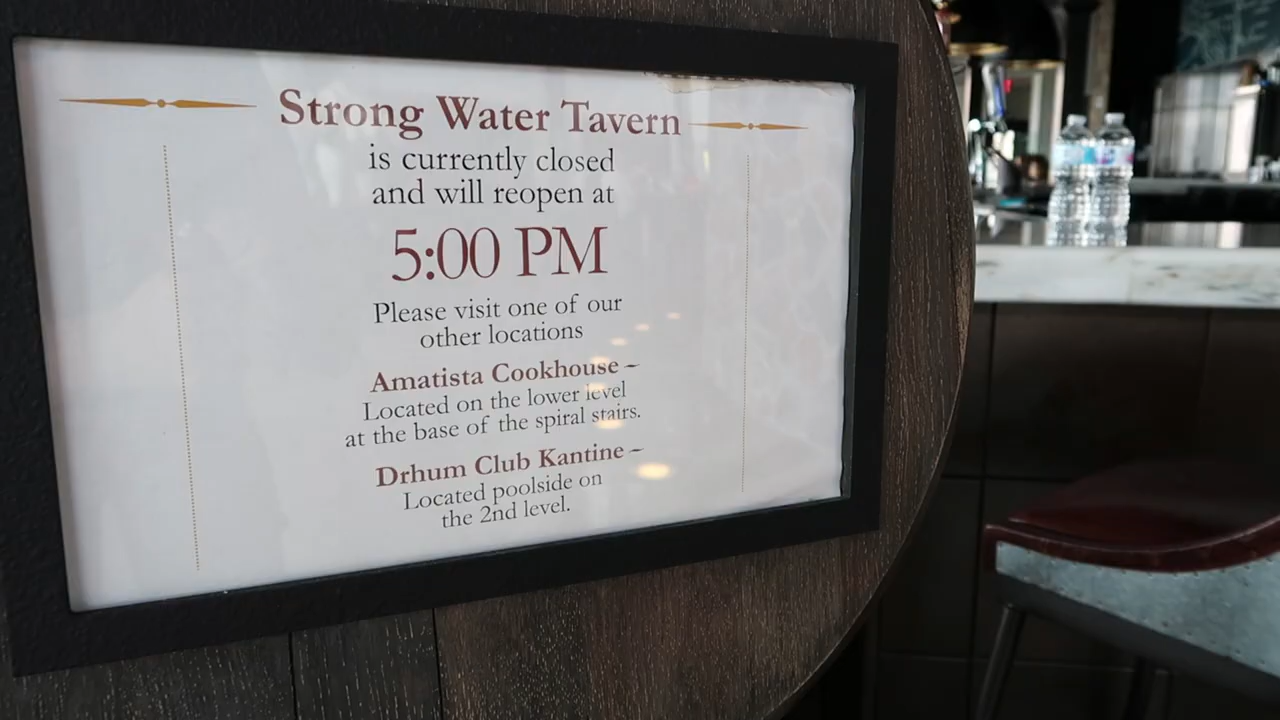 Strong Water Tavern
is currently closed
and will reopen at
5:00 PM
Please visit one of our
other locations
Amatista Cookhouse –
Located on the lower level
at the base of the spiral stairs.
Drhum Club Kantine –
Located poolside on
the 2nd level.